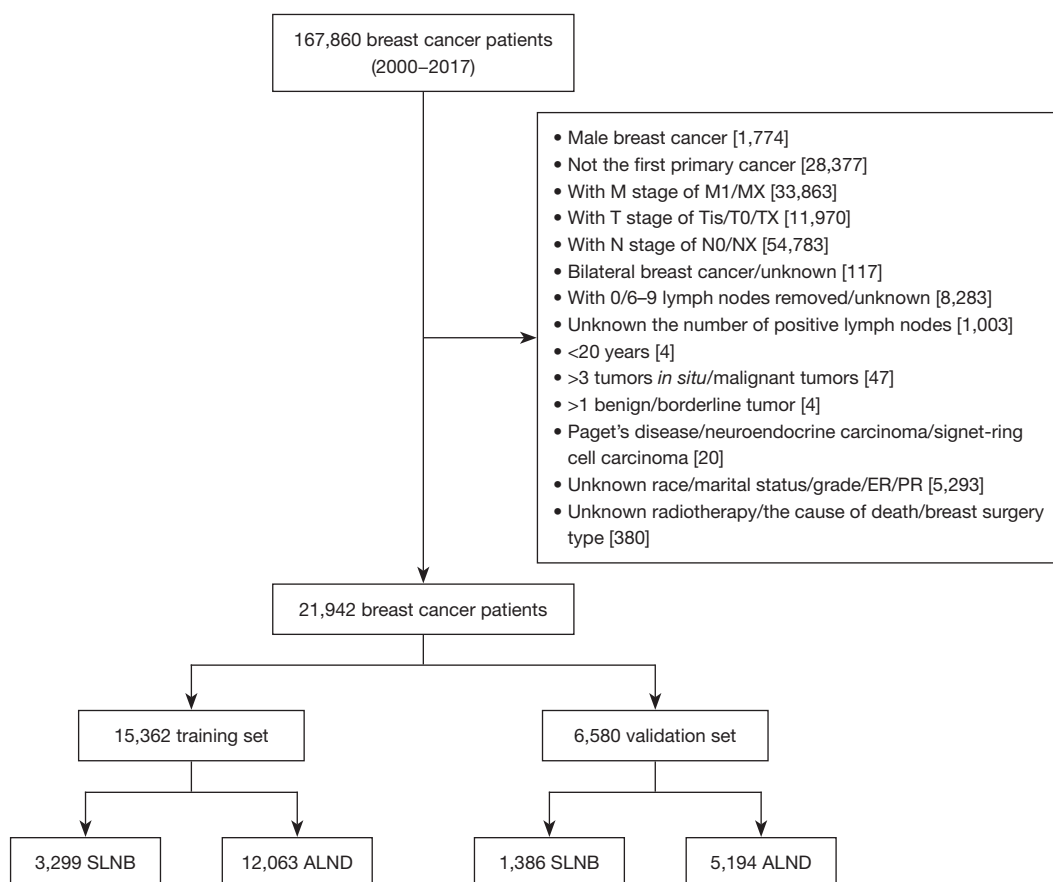 167,860 breast cancer patients
(2000–2017)
• Male breast cancer [1,774]
• Not the first primary cancer [28,377]
• With M stage of M1/MX [33,863]
• With T stage of Tis/T0/TX [11,970]
• With N stage of N0/NX [54,783]
• Bilateral breast cancer/unknown [117]
• With 0/6–9 lymph nodes removed/unknown [8,283]
• Unknown the number of positive lymph nodes [1,003]
• <20 years [4]
• >3 tumors in situ/malignant tumors [47]
• >1 benign/borderline tumor [4]
• Paget's disease/neuroendocrine carcinoma/signet-ring
cell carcinoma [20]
• Unknown race/marital status/grade/ER/PR [5,293]
• Unknown radiotherapy/the cause of death/breast surgery
type [380]
21,942 breast cancer patients
15,362 training set
6,580 validation set
3,299 SLNB
12,063 ALND
1,386 SLNB
5,194 ALND